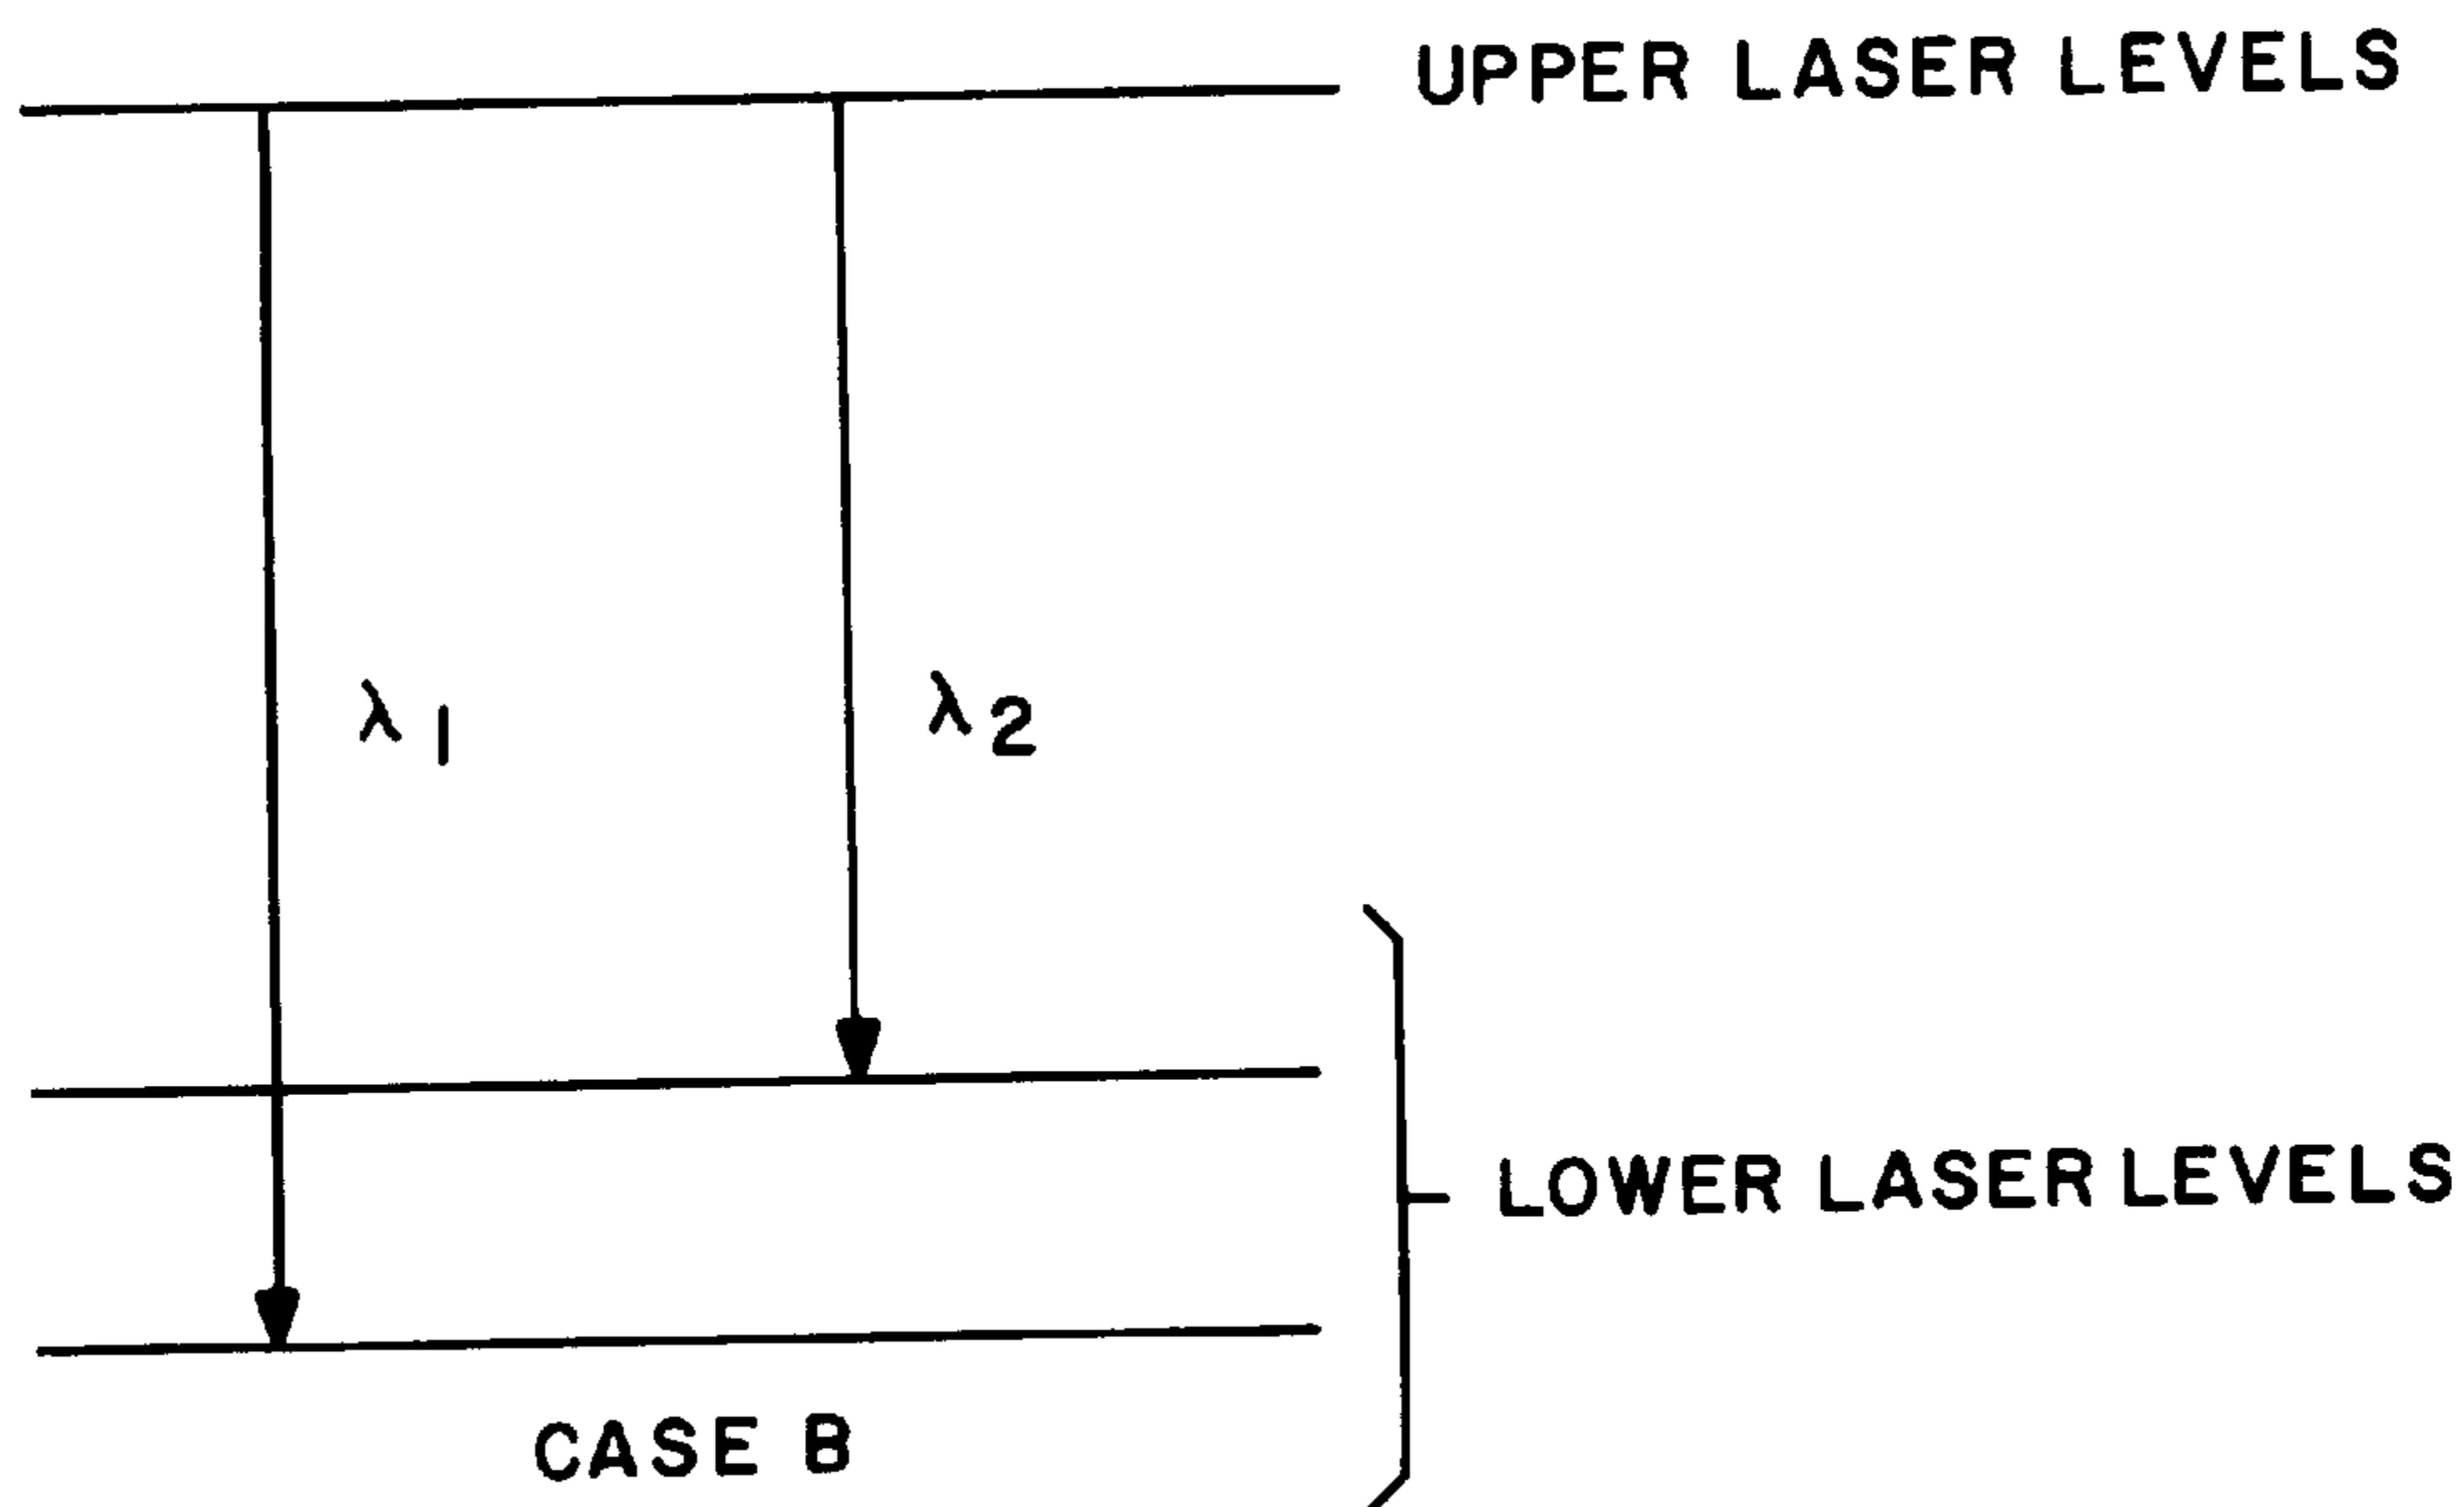 UPPER LASER LEVELS
λ1
λ2
LOWER LASER LEVELS
CASE B